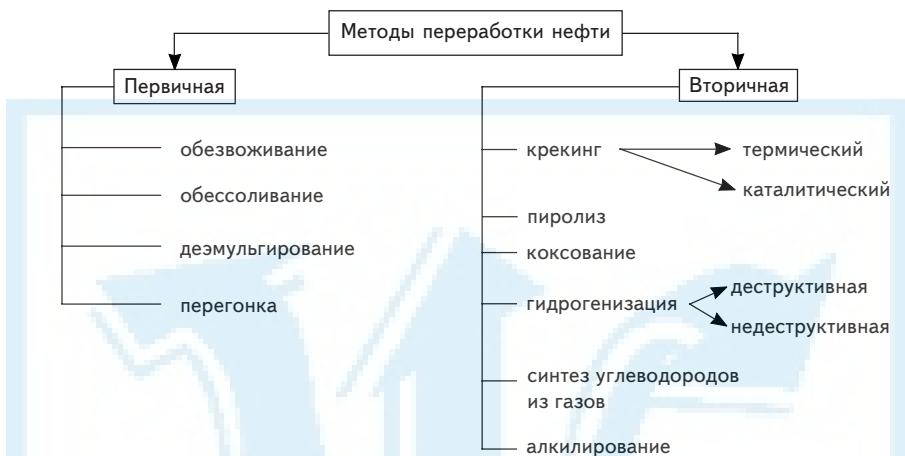 Методы переработки нефти
Первичная
обезвоживание
обессоливание
деэмульгирование
перегонка
Вторичная
крекинг
термический
каталитический
пиролиз
коксование
гидрогенизация
деструктивная
недеструктивная
синтез углеводородов
из газов
алкилирование